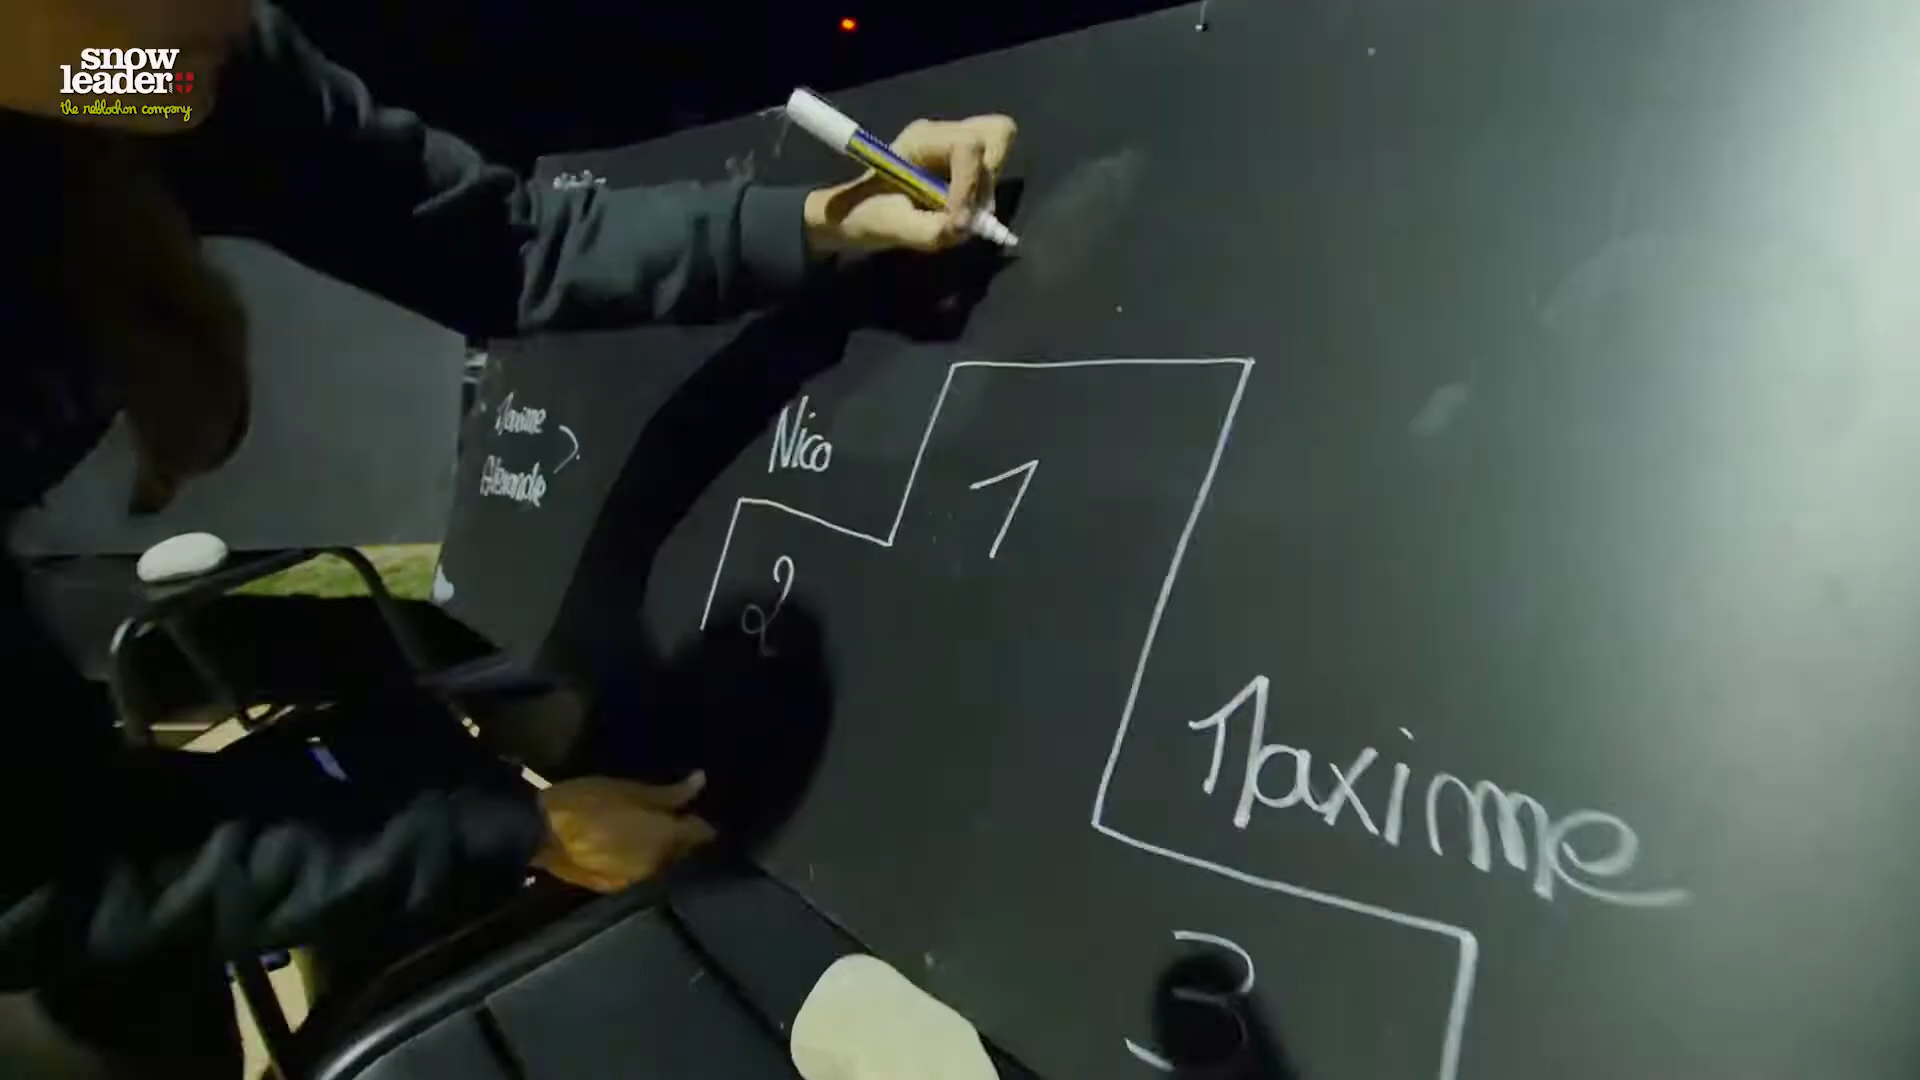 snow
leader
the reblochon company
Maxime
Alexandre
Nico
1
2
Maxime
3